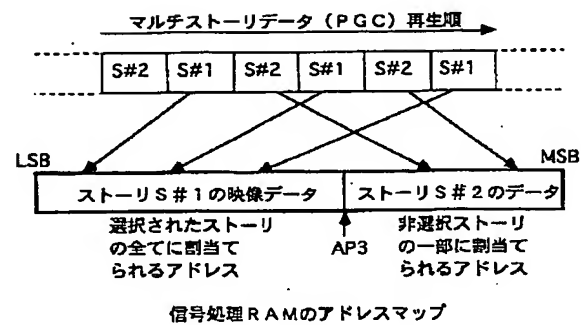 マルチストーリデータ(PGC)再生順
S#2 S#1 S#2 S#1 S#2 S#1
LSB MSB
ストーリS#1の映像データ ストーリS#2のデータ
選択されたストーリ
の全てに割当て
られるアドレス
AP3
非選択ストーリ
の一部に割当て
られるアドレス
信号処理RAMのアドレスマップ